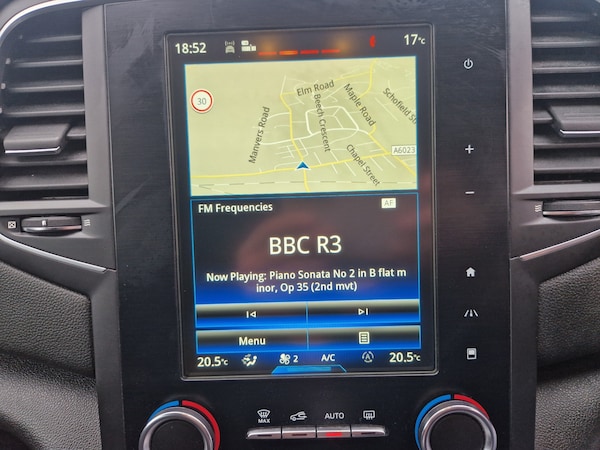 18:52
17°c
30
Elm Road
Maple Road
Schofield St
Manvers Road
Beech Crescent
A6023
Chapel Street
FM Frequencies
AF
BBC R3
Now Playing: Piano Sonata No 2 in B flat m
inor, Op 35 (2nd mvt)
Menu
20.5°c
2
A/C
20.5°c
MAX
AUTO